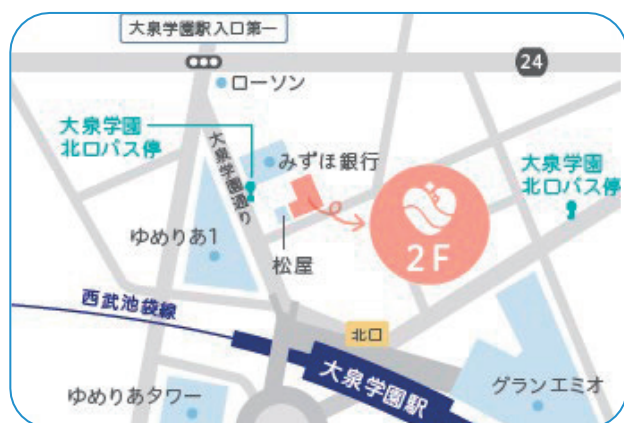 大泉学園駅入口第一
24
ローソン
大泉学園
北口バス停
大泉学園通り
みずほ銀行
大泉学園
北口バス停
2F
ゆめりあ1
松屋
西武池袋線
北口
大泉学園駅
グランエミオ
ゆめりあタワー